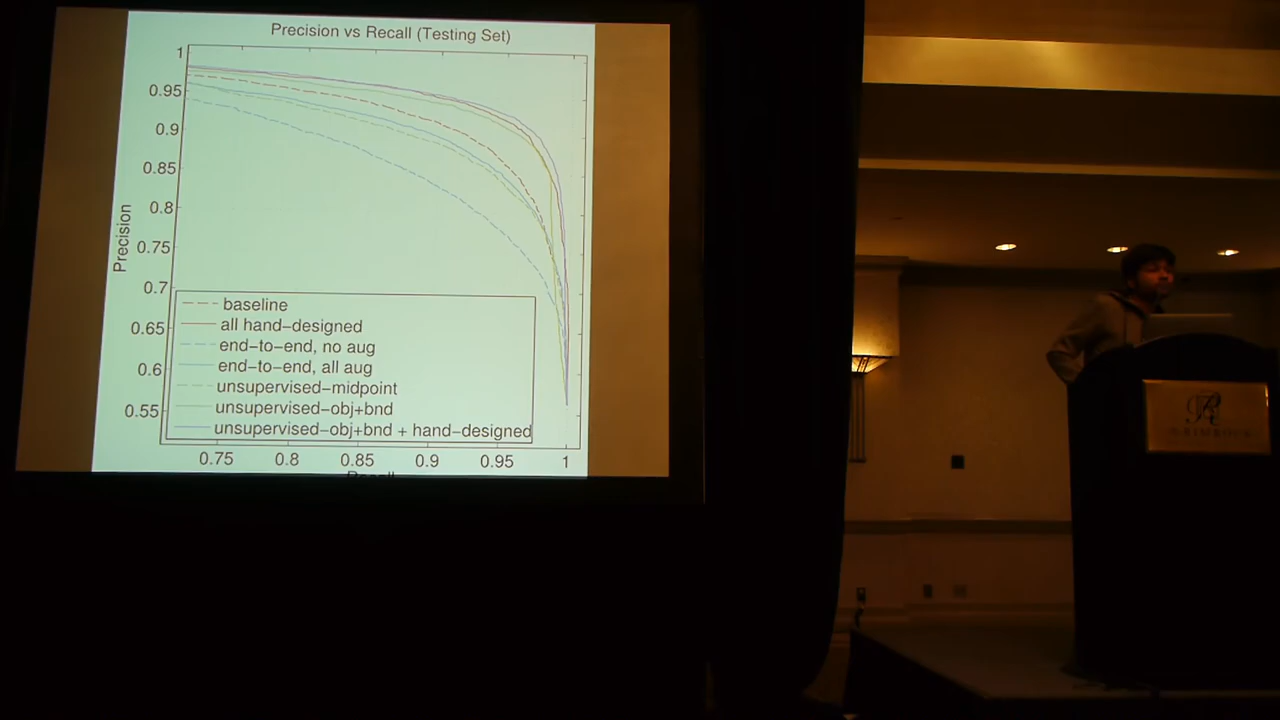 Precision vs Recall (Testing Set)
1
0.95
0.9
0.85
0.8
0.75
0.7
0.65
0.6
0.55
Precision
baseline
all hand-designed
end-to-end, no aug
end-to-end, all aug
unsupervised-midpoint
unsupervised-obj+bnd
unsupervised-obj+bnd + hand-designed
0.75 0.8 0.85 0.9 0.95 1